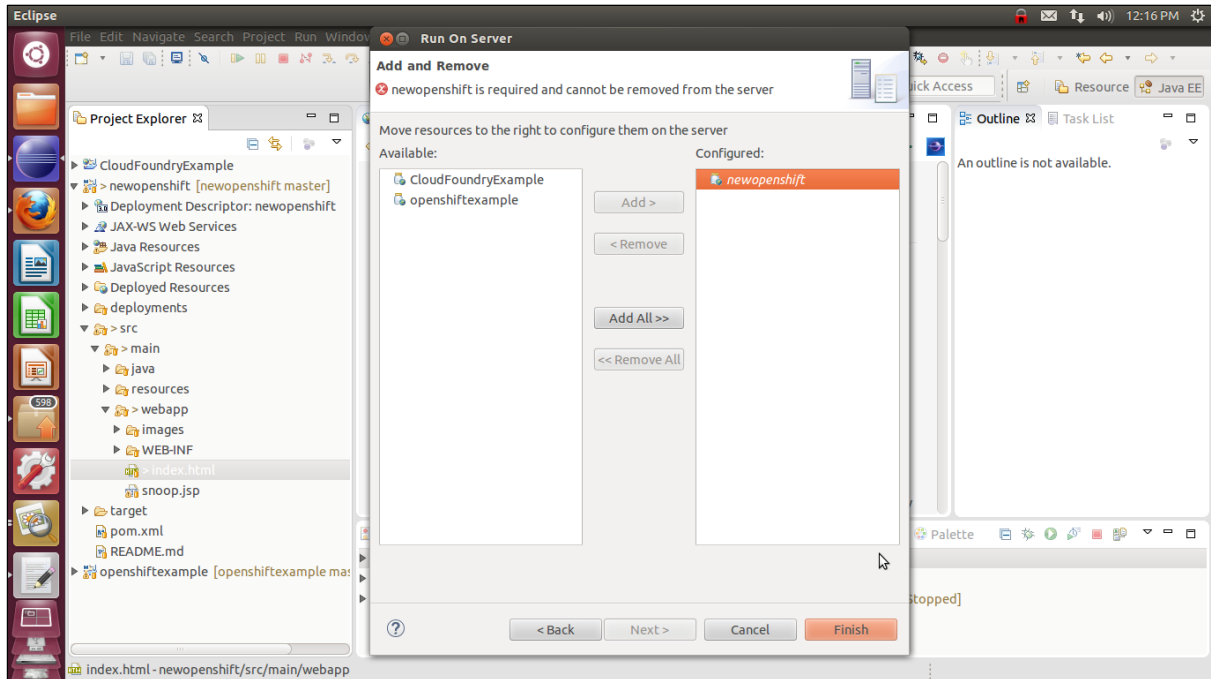 Eclipse
12:16 PM
File Edit Navigate Search Project Run
Run On Server
Add and Remove
newopenshift is required and cannot be removed from the server
Access
Resource
Java EE
Project Explorer
CloudFoundryExample
> newopenshift [newopenshift master]
Deployment Descriptor: newopenshift
JAX-WS Web Services
Java Resources
JavaScript Resources
Deployed Resources
deployments
> src
> main
java
resources
> webapp
images
WEB-INF
> index.html
snoop.jsp
target
pom.xml
README.md
openshiftexample [openshiftexample
598
Move resources to the right to configure them on the server
Available:
CloudFoundryExample
openshiftexample
Add >
< Remove
Add All >>
<< Remove All
Configured:
newopenshift
Outline
Task List
An outline is not available.
Palette
Stopped]
?
< Back
Next >
Cancel
Finish
index.html - newopenshift/src/main/webapp